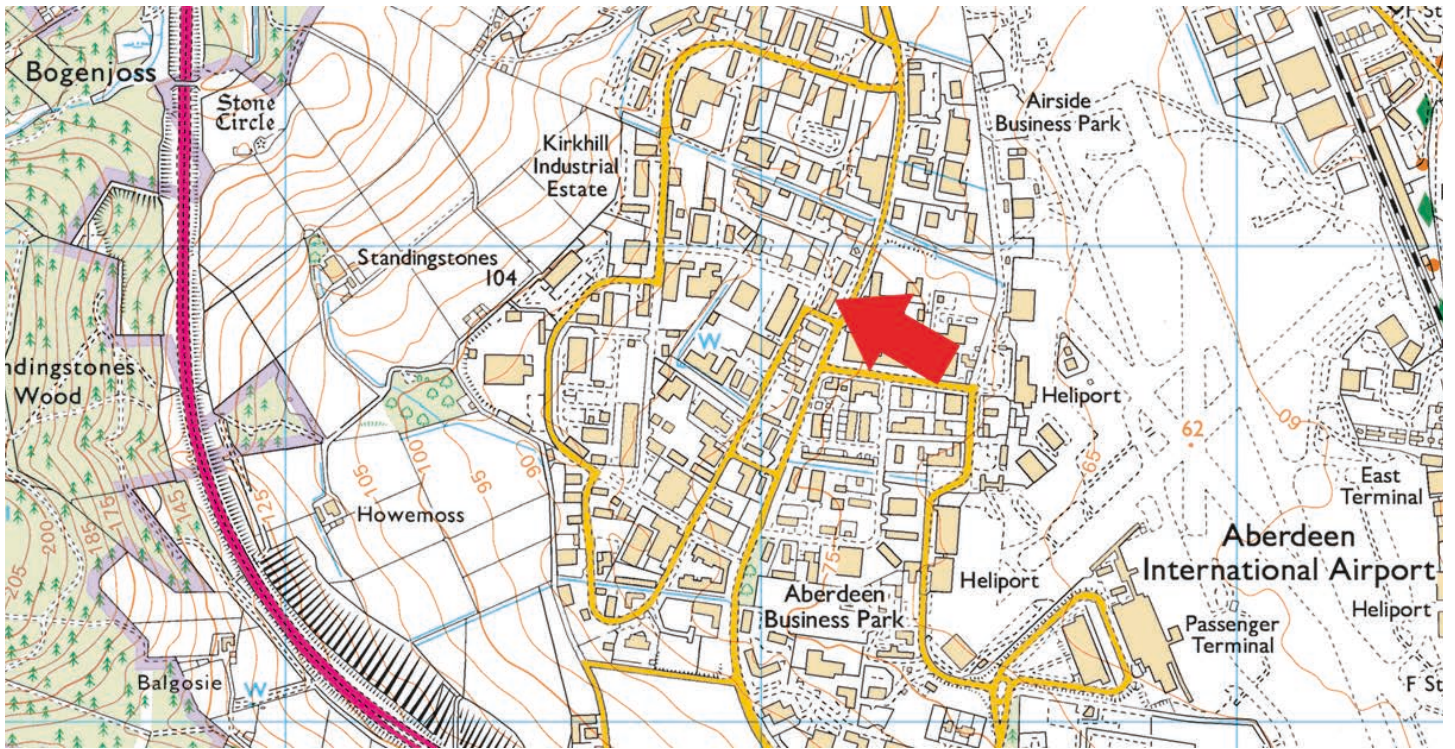 Bogenjoss
Stone
Circle
Airside
Business Park
Kirkhill
Industrial
Estate
Standingstones
104
W
ndingstones
Wood
Heliport
62
60
65
East
Terminal
105
100
95
90
Howemoss
200
185
175
145
125
205
Aberdeen
International Airport
75
Heliport
Aberdeen
Business Park
Heliport
Passenger
Terminal
Balgosie
W
F St